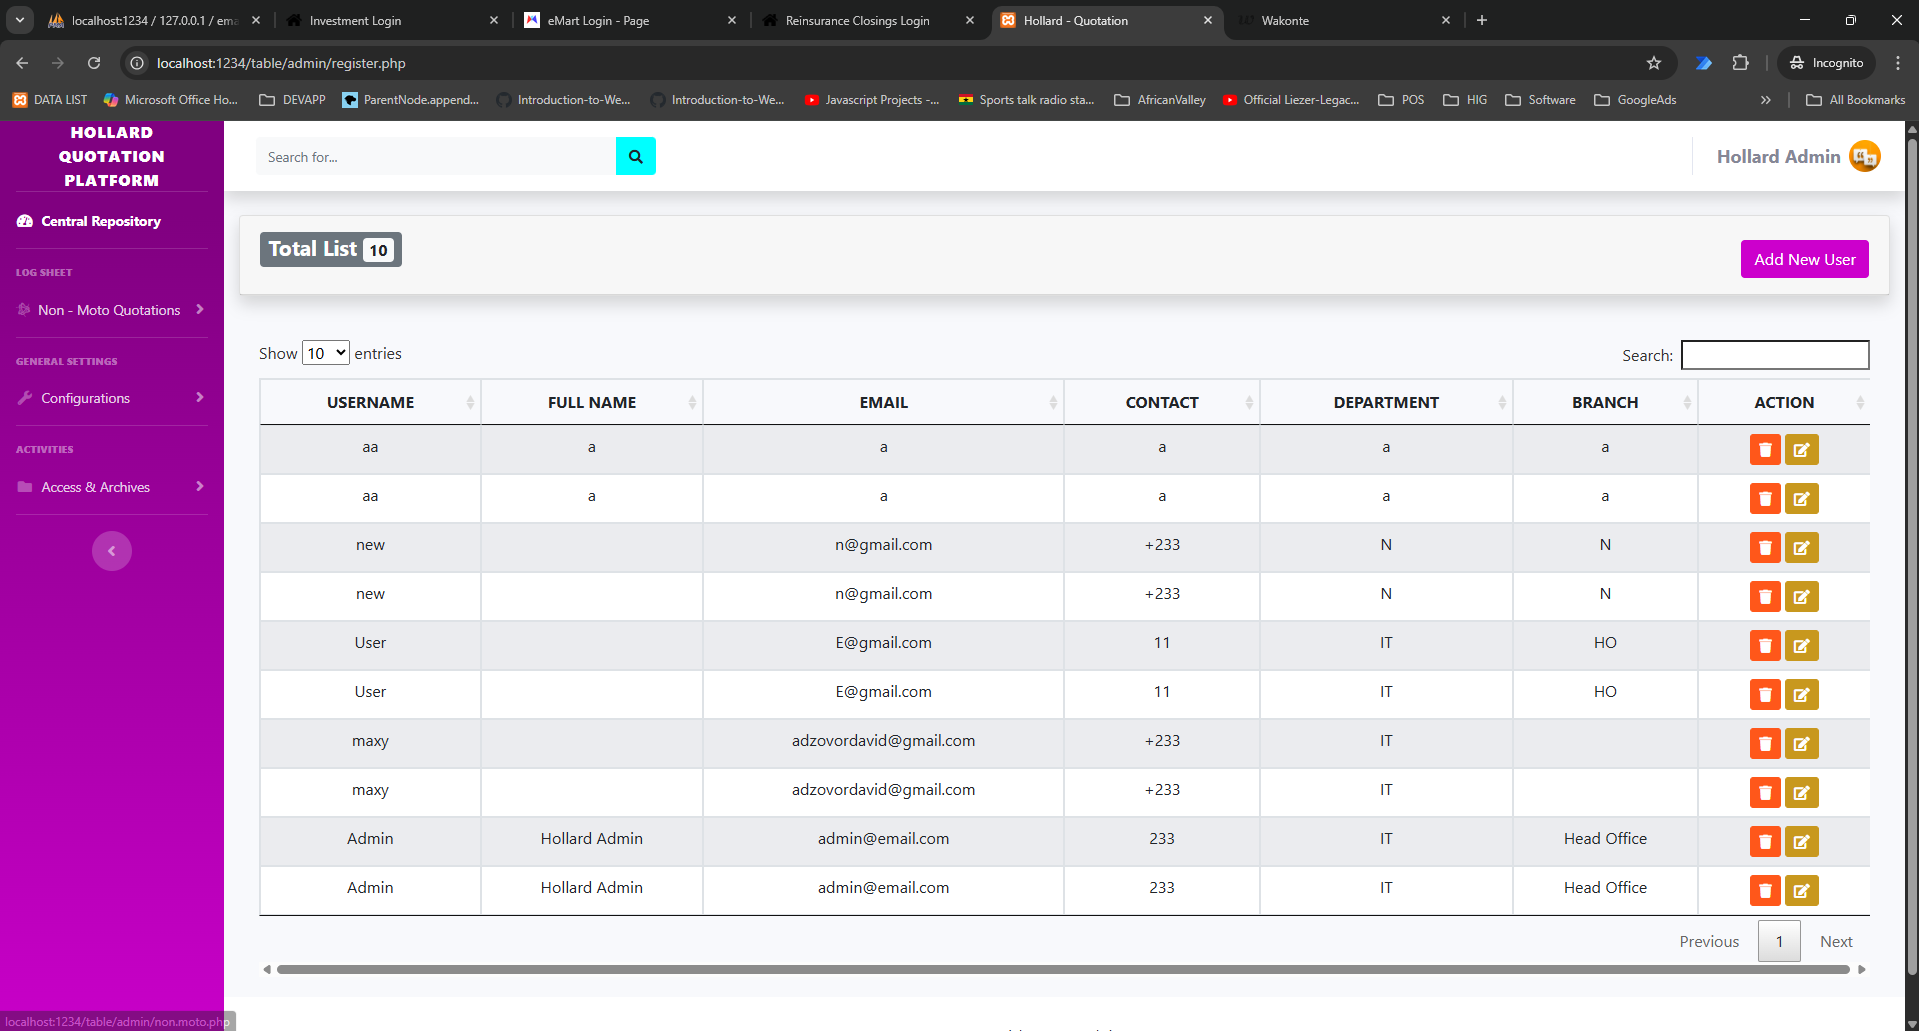 localhost:1234 / 127.0.0.1 / ema
Investment Login
eMart Login - Page
Reinsurance Closings Login
Hollard - Quotation
Wakonte
localhost:1234/table/admin/register.php
Incognito
DATA LIST
Microsoft Office Ho...
DEVAPP
ParentNode.append...
Introduction-to-We...
Introduction-to-We...
Javascript Projects -...
Sports talk radio sta...
AfricanValley
Official Liezer-Legac...
POS
HIG
Software
GoogleAds
All Bookmarks
HOLLARD
QUOTATION
PLATFORM
Central Repository
LOG SHEET
Non - Moto Quotations
GENERAL SETTINGS
Configurations
ACTIVITIES
Access & Archives
Search for...
Hollard Admin
Total List 10
Add New User
Show 10 entries
Search:
USERNAME FULL NAME EMAIL CONTACT DEPARTMENT BRANCH ACTION
aa a a a a a
aa a a a a a
new n@gmail.com +233 N N
new n@gmail.com +233 N N
User E@gmail.com 11 IT HO
User E@gmail.com 11 IT HO
maxy adzovordavid@gmail.com +233 IT
maxy adzovordavid@gmail.com +233 IT
Admin Hollard Admin admin@email.com 233 IT Head Office
Admin Hollard Admin admin@email.com 233 IT Head Office
Previous 1 Next
localhost:1234/table/admin/non.moto.php